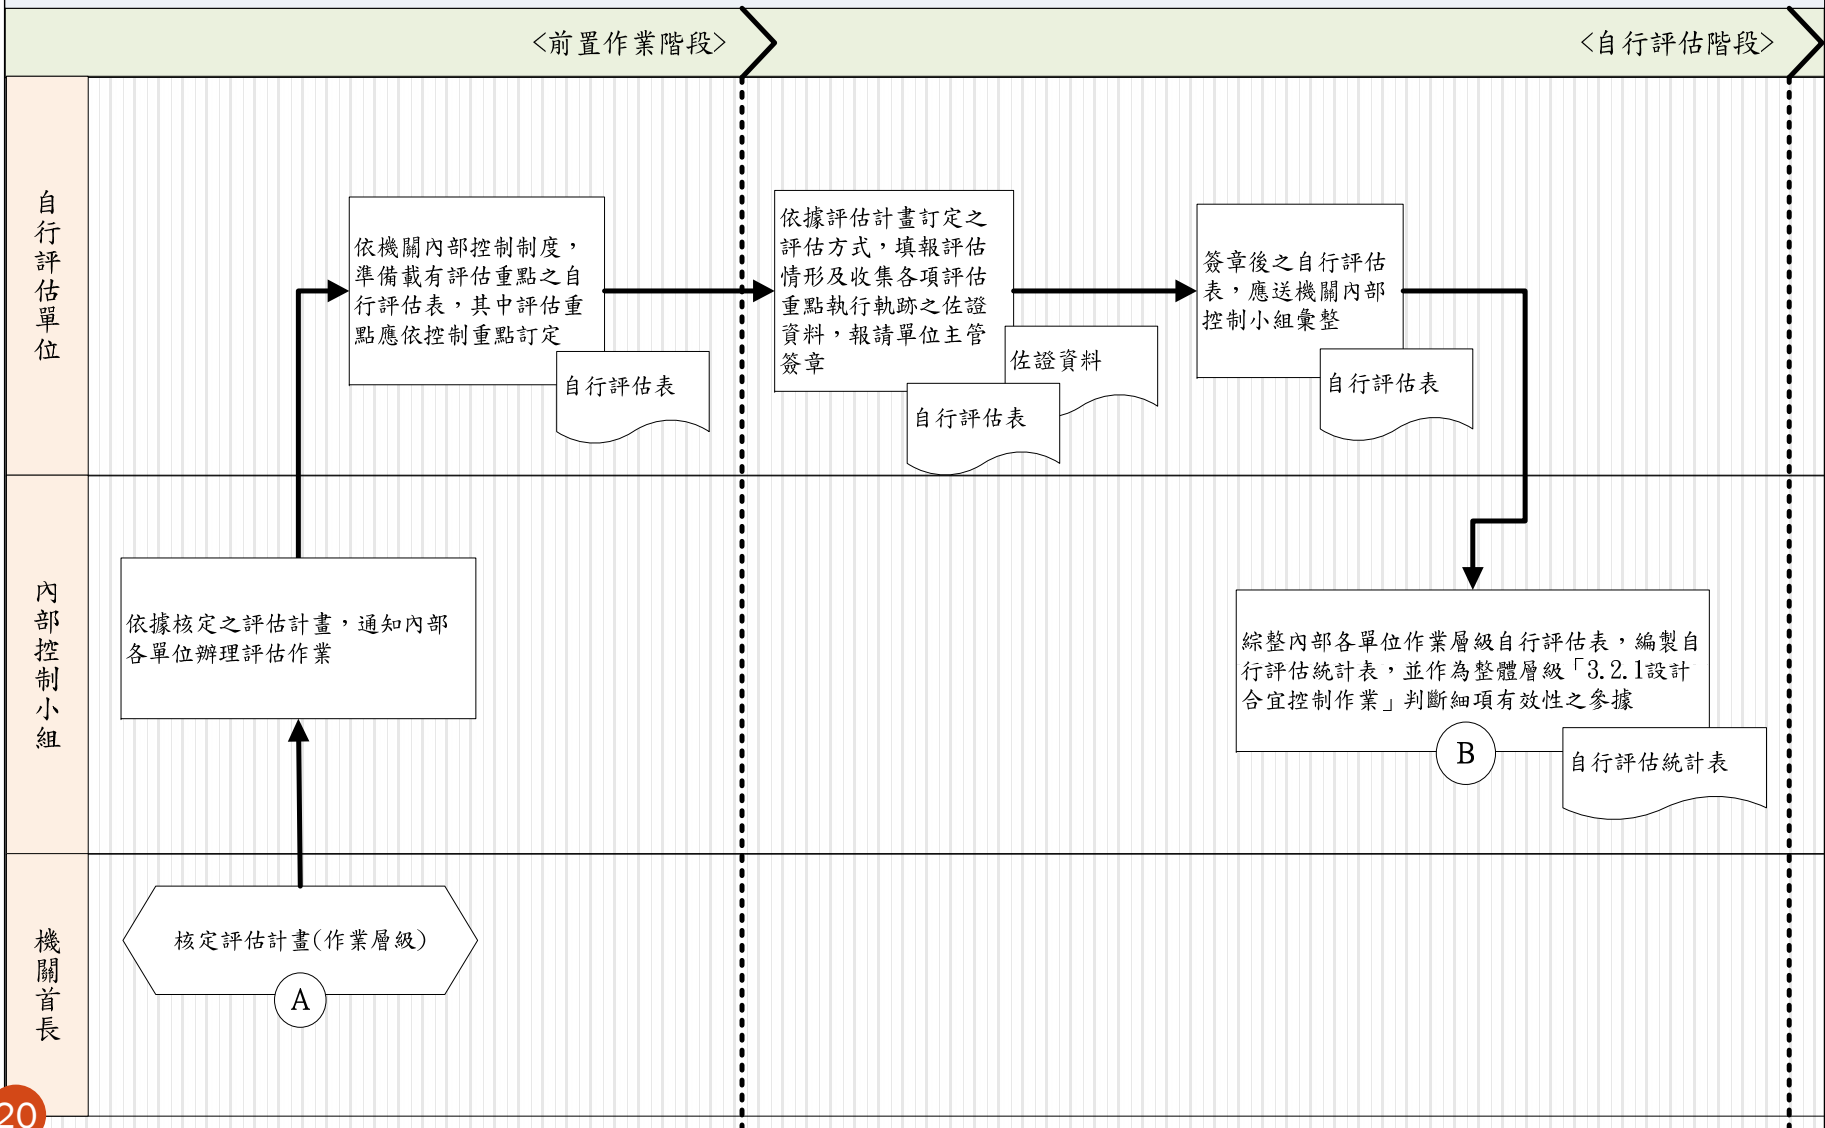 <前置作業階段>
<自行評估階段>
自行評估單位
依機關內部控制制度，
準備載有評估重點之自
行評估表，其中評估重
點應依控制重點訂定
自行評估表
依據評估計畫訂定之
評估方式，填報評估
情形及收集各項評估
重點執行軌跡之佐證
資料，報請單位主管
簽章
佐證資料
自行評估表
簽章後之自行評估
表，應送機關內部
控制小組彙整
自行評估表
內部控制小組
依據核定之評估計畫，通知內部
各單位辦理評估作業
綜整內部各單位作業層級自行評估表，編製自
行評估統計表，並作為整體層級「3.2.1設計
合宜控制作業」判斷細項有效性之參據
B
自行評估統計表
機關首長
核定評估計畫(作業層級)
A
20